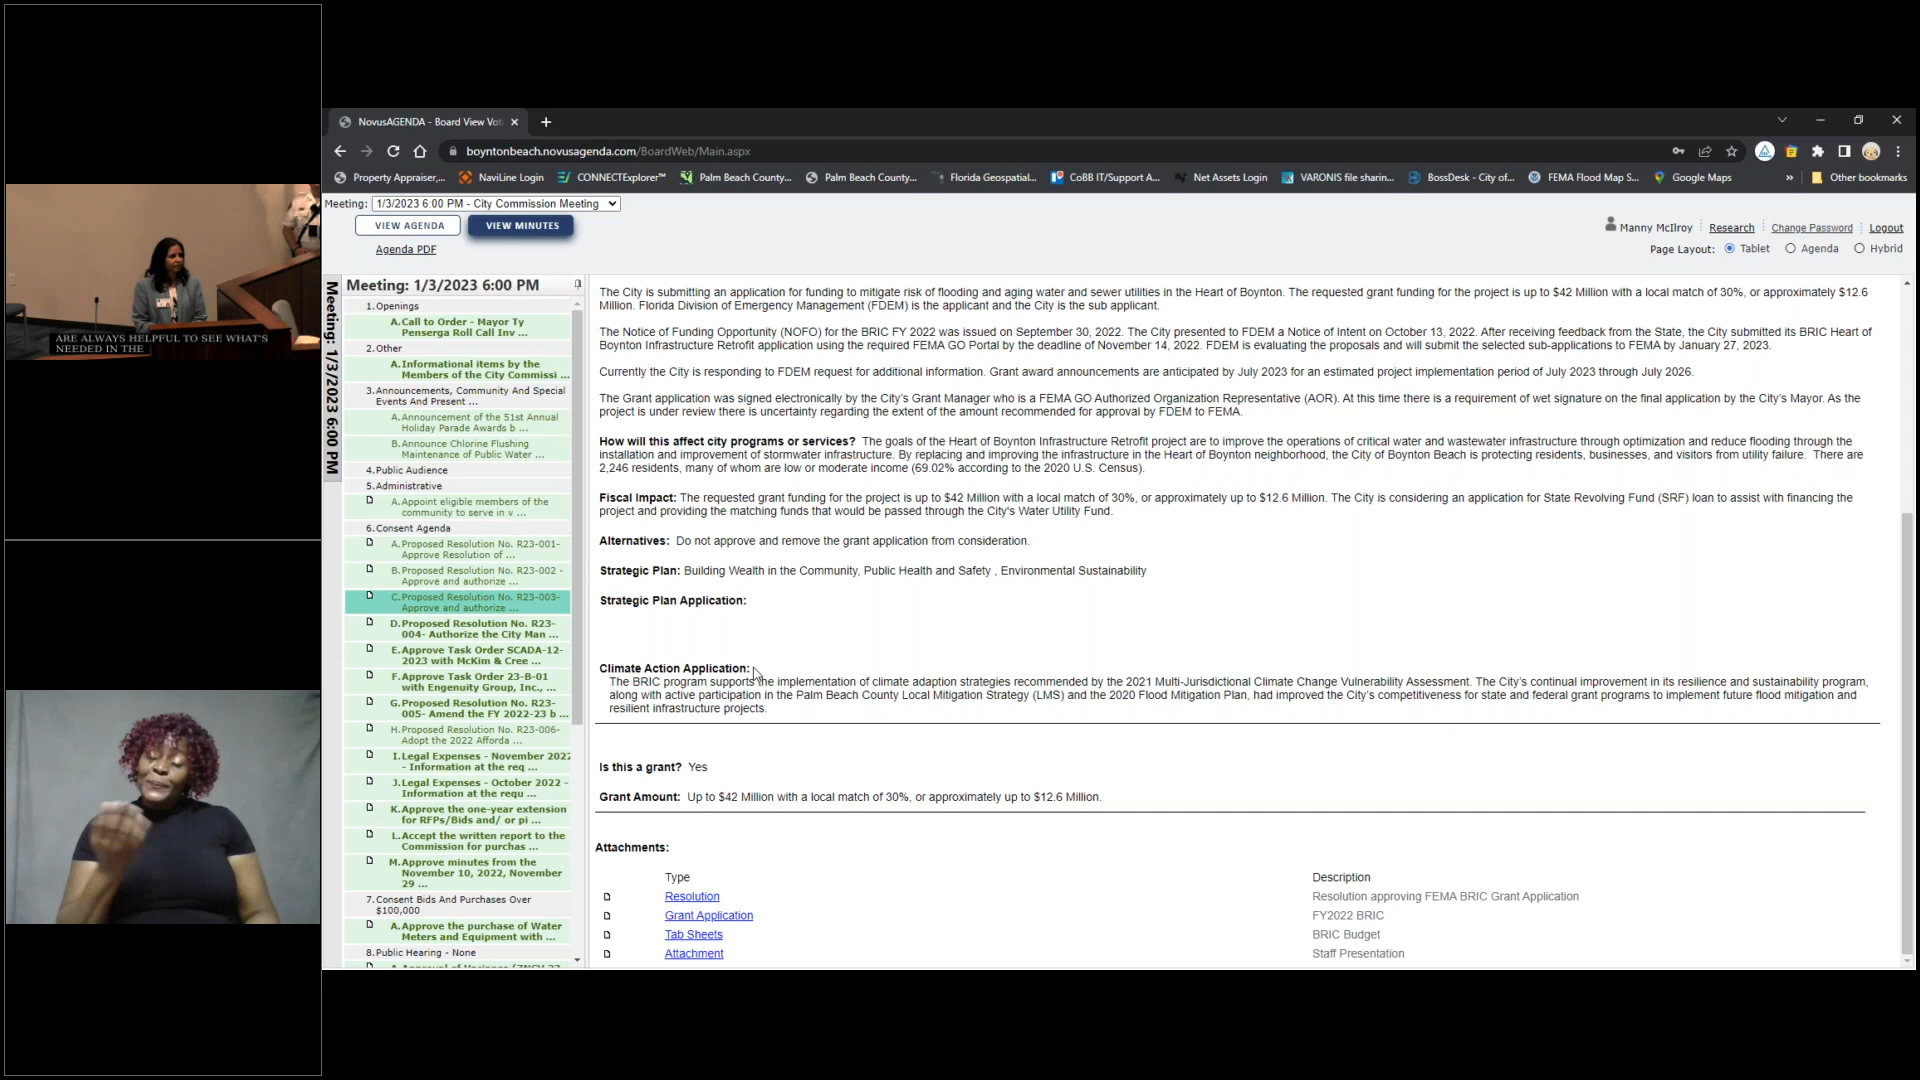 ARE ALWAYS HELPFUL TO SEE WHAT'S
NEEDED IN THE
NovusAGENDA - Board View Vot
boyntonbeach.novusagenda.com/BoardWeb/Main.aspx
Property Appraiser,... NaviLine Login CONNECTExplorer™ Palm Beach County... Palm Beach County... Florida Geospatial... CoBB IT/Support A... Net Assets Login VARONIS file sharin... BossDesk - City of... FEMA Flood Map S... Google Maps » Other bookmarks
Meeting: 1/3/2023 6:00 PM - City Commission Meeting
VIEW AGENDA VIEW MINUTES
Agenda PDF
Manny McIlroy Research Change Password Logout
Page Layout: Tablet Agenda Hybrid
Meeting: 1/3/2023 6:00 PM
Meeting: 1/3/2023 6:00 PM
1.Openings
A.Call to Order - Mayor Ty
Penserga Roll Call Inv ...
2.Other
A.Informational items by the
Members of the City Commissi ...
3.Announcements, Community And Special
Events And Present ...
A.Announcement of the 51st Annual
Holiday Parade Awards b ...
B.Announce Chlorine Flushing
Maintenance of Public Water ...
4.Public Audience
5.Administrative
A.Appoint eligible members of the
community to serve in v ...
6.Consent Agenda
A.Proposed Resolution No. R23-001-
Approve Resolution of ...
B.Proposed Resolution No. R23-002 -
Approve and authorize ...
C.Proposed Resolution No. R23-003-
Approve and authorize ...
D.Proposed Resolution No. R23-
004- Authorize the City Man ...
E.Approve Task Order SCADA-12-
2023 with McKim & Cree ...
F.Approve Task Order 23-B-01
with Engenuity Group, Inc., ...
G.Proposed Resolution No. R23-
005- Amend the FY 2022-23 b ...
H.Proposed Resolution No. R23-006-
Adopt the 2022 Afforda ...
I.Legal Expenses - November 2022
- Information at the req ...
J.Legal Expenses - October 2022 -
Information at the requ ...
K.Approve the one-year extension
for RFPs/Bids and/ or pi ...
L.Accept the written report to the
Commission for purchas ...
M.Approve minutes from the
November 10, 2022, November
29 ...
7.Consent Bids And Purchases Over
$100,000
A.Approve the purchase of Water
Meters and Equipment with ...
8.Public Hearing - None
The City is submitting an application for funding to mitigate risk of flooding and aging water and sewer utilities in the Heart of Boynton. The requested grant funding for the project is up to $42 Million with a local match of 30%, or approximately $12.6
Million. Florida Division of Emergency Management (FDEM) is the applicant and the City is the sub applicant.
The Notice of Funding Opportunity (NOFO) for the BRIC FY 2022 was issued on September 30, 2022. The City presented to FDEM a Notice of Intent on October 13, 2022. After receiving feedback from the State, the City submitted its BRIC Heart of
Boynton Infrastructure Retrofit application using the required FEMA GO Portal by the deadline of November 14, 2022. FDEM is evaluating the proposals and will submit the selected sub-applications to FEMA by January 27, 2023.
Currently the City is responding to FDEM request for additional information. Grant award announcements are anticipated by July 2023 for an estimated project implementation period of July 2023 through July 2026.
The Grant application was signed electronically by the City's Grant Manager who is a FEMA GO Authorized Organization Representative (AOR). At this time there is a requirement of wet signature on the final application by the City's Mayor. As the
project is under review there is uncertainty regarding the extent of the amount recommended for approval by FDEM to FEMA.
How will this affect city programs or services? The goals of the Heart of Boynton Infrastructure Retrofit project are to improve the operations of critical water and wastewater infrastructure through optimization and reduce flooding through the
installation and improvement of stormwater infrastructure. By replacing and improving the infrastructure in the Heart of Boynton neighborhood, the City of Boynton Beach is protecting residents, businesses, and visitors from utility failure. There are
2,246 residents, many of whom are low or moderate income (69.02% according to the 2020 U.S. Census).
Fiscal Impact: The requested grant funding for the project is up to $42 Million with a local match of 30%, or approximately up to $12.6 Million. The City is considering an application for State Revolving Fund (SRF) loan to assist with financing the
project and providing the matching funds that would be passed through the City's Water Utility Fund.
Alternatives: Do not approve and remove the grant application from consideration.
Strategic Plan: Building Wealth in the Community, Public Health and Safety , Environmental Sustainability
Strategic Plan Application:
Climate Action Application:
The BRIC program supports the implementation of climate adaption strategies recommended by the 2021 Multi-Jurisdictional Climate Change Vulnerability Assessment. The City's continual improvement in its resilience and sustainability program,
along with active participation in the Palm Beach County Local Mitigation Strategy (LMS) and the 2020 Flood Mitigation Plan, had improved the City's competitiveness for state and federal grant programs to implement future flood mitigation and
resilient infrastructure projects.
Is this a grant? Yes
Grant Amount: Up to $42 Million with a local match of 30%, or approximately up to $12.6 Million.
Attachments:
Type Description
Resolution Resolution approving FEMA BRIC Grant Application
Grant Application FY2022 BRIC
Tab Sheets BRIC Budget
Attachment Staff Presentation